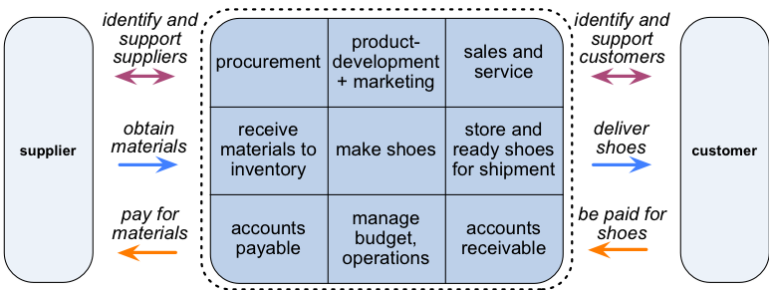 identify and
support
suppliers
procurement
product-
development
+ marketing
sales and
service
identify and
support
customers
supplier
obtain
materials
receive
materials to
inventory
make shoes
store and
ready shoes
for shipment
deliver
shoes
customer
pay for
materials
accounts
payable
manage
budget,
operations
accounts
receivable
be paid for
shoes